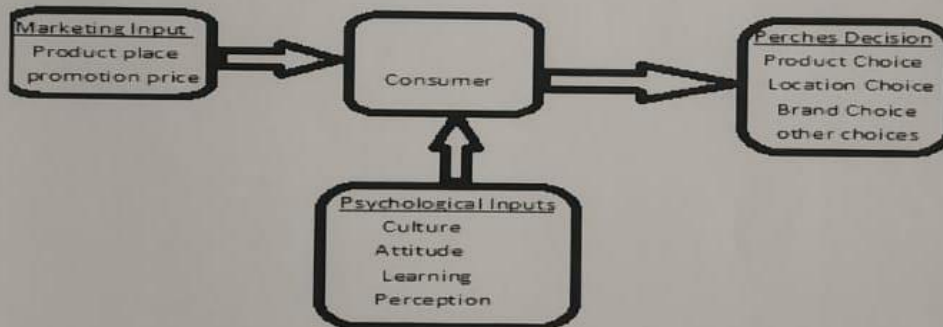 Marketing Input
Product place
promotion price
Consumer
Perches Decision
Product Choice
Location Choice
Brand Choice
other choices
Psychological Inputs
Culture
Attitude
Learning
Perception